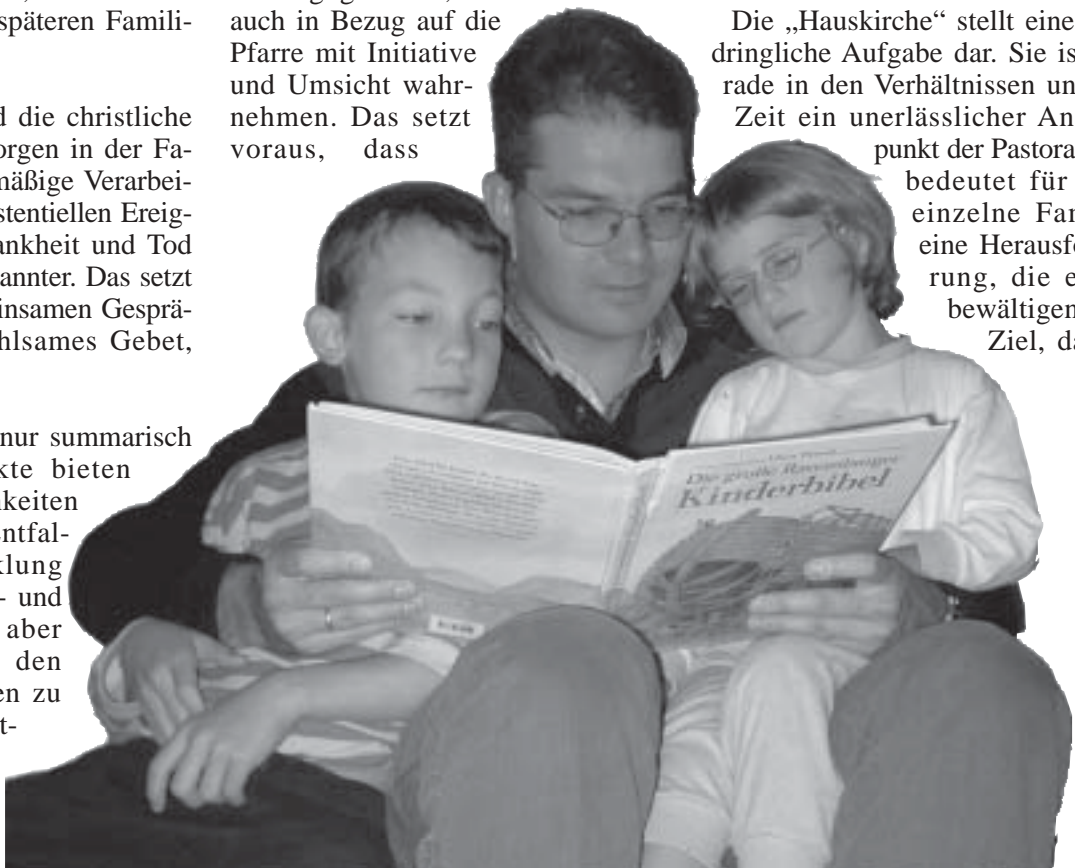 späteren Famili-
d die christliche
orgen in der Fa-
mäßige Verarbei-
stentiellen Ereig-
ankheit und Tod
annter. Das setzt
insamen Gesprä-
hlsames Gebet,
nur summarisch
kte bieten
hkeiten
ntfal-
klung
- und
aber
den
en zu
t-
auch in Bezug auf die
Pfarre mit Initiative
und Umsicht wahr-
nehmen. Das setzt
voraus, dass
Die „Hauskirche“ stellt eine
dringliche Aufgabe dar. Sie is
rade in den Verhältnissen un
Zeit ein unerlässlicher An
punkt der Pastora
bedeutet für
einzelne Fam
eine Herausfo
rung, die e
bewältigen
Ziel, da
Die große Ravensburger
Kinderbibel